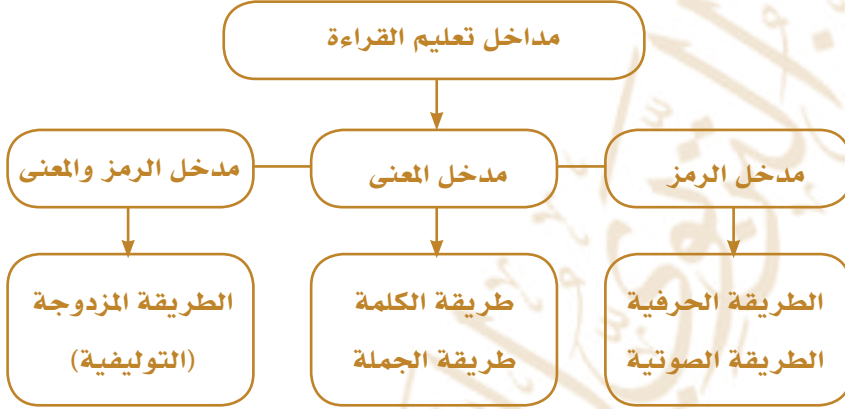 مداخل تعليم القراءة
مدخل الرمز
مدخل المعنى
مدخل الرمز والمعنى
الطريقة الحرفية
الطريقة الصوتية
طريقة الكلمة
طريقة الجملة
الطريقة المزدوجة
(التوليفية)